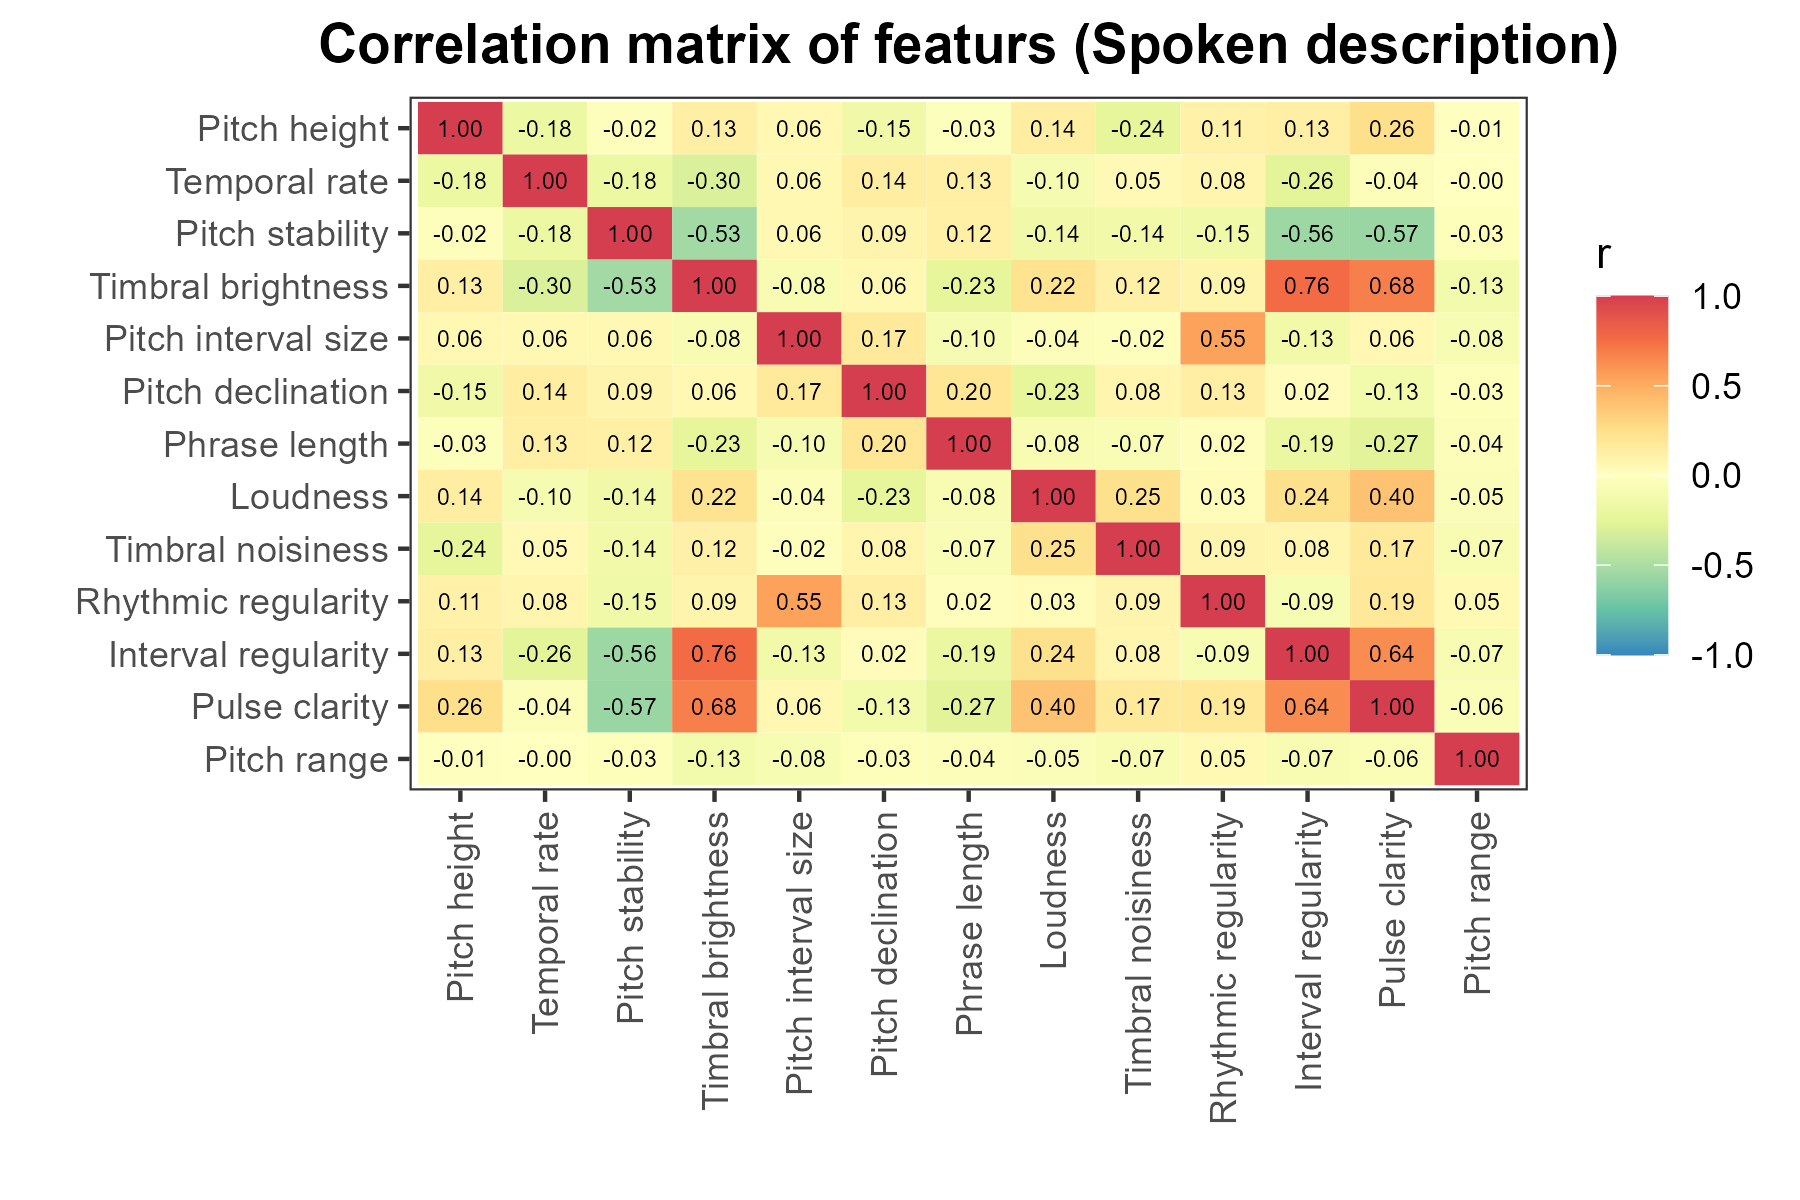 Correlation matrix of featurs (Spoken description)
Pitch height 1.00 -0.18 -0.02 0.13 0.06 -0.15 -0.03 0.14 -0.24 0.11 0.13 0.26 -0.01
Temporal rate -0.18 1.00 -0.18 -0.30 0.06 0.14 0.13 -0.10 0.05 0.08 -0.26 -0.04 -0.00
Pitch stability -0.02 -0.18 1.00 -0.53 0.06 0.09 0.12 -0.14 -0.14 -0.15 -0.56 -0.57 -0.03
Timbral brightness 0.13 -0.30 -0.53 1.00 -0.08 0.06 -0.23 0.22 0.12 0.09 0.76 0.68 -0.13
Pitch interval size 0.06 0.06 0.06 -0.08 1.00 0.17 -0.10 -0.04 -0.02 0.55 -0.13 0.06 -0.08
Pitch declination -0.15 0.14 0.09 0.06 0.17 1.00 0.20 -0.23 0.08 0.13 0.02 -0.13 -0.03
Phrase length -0.03 0.13 0.12 -0.23 -0.10 0.20 1.00 -0.08 -0.07 0.02 -0.19 -0.27 -0.04
Loudness 0.14 -0.10 -0.14 0.22 -0.04 -0.23 -0.08 1.00 0.25 0.03 0.24 0.40 -0.05
Timbral noisiness -0.24 0.05 -0.14 0.12 -0.02 0.08 -0.07 0.25 1.00 0.09 0.08 0.17 -0.07
Rhythmic regularity 0.11 0.08 -0.15 0.09 0.55 0.13 0.02 0.03 0.09 1.00 -0.09 0.19 0.05
Interval regularity 0.13 -0.26 -0.56 0.76 -0.13 0.02 -0.19 0.24 0.08 -0.09 1.00 0.64 -0.07
Pulse clarity 0.26 -0.04 -0.57 0.68 0.06 -0.13 -0.27 0.40 0.17 0.19 0.64 1.00 -0.06
Pitch range -0.01 -0.00 -0.03 -0.13 -0.08 -0.03 -0.04 -0.05 -0.07 0.05 -0.07 -0.06 1.00
Pitch height
Temporal rate
Pitch stability
Timbral brightness
Pitch interval size
Pitch declination
Phrase length
Loudness
Timbral noisiness
Rhythmic regularity
Interval regularity
Pulse clarity
Pitch range
r
1.0
0.5
0.0
-0.5
-1.0